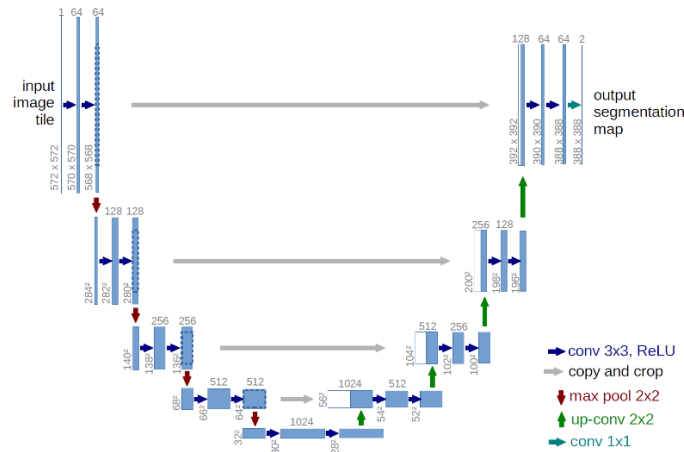 1 64 64
128 64 64 2
input
image
tile
output
segmentation
map
572 x 572
570 x 570
568 x 568
392 x 392
390 x 390
388 x 388
388 x 388
128 128
256 128
284²
282²
280²
200²
198²
196²
256 256
512 256
140²
138²
136²
104²
102²
100²
512 512
1024 512
68²
66²
64²
56²
54²
52²
1024
32²
30²
28²
conv 3x3, ReLU
copy and crop
max pool 2x2
up-conv 2x2
conv 1x1